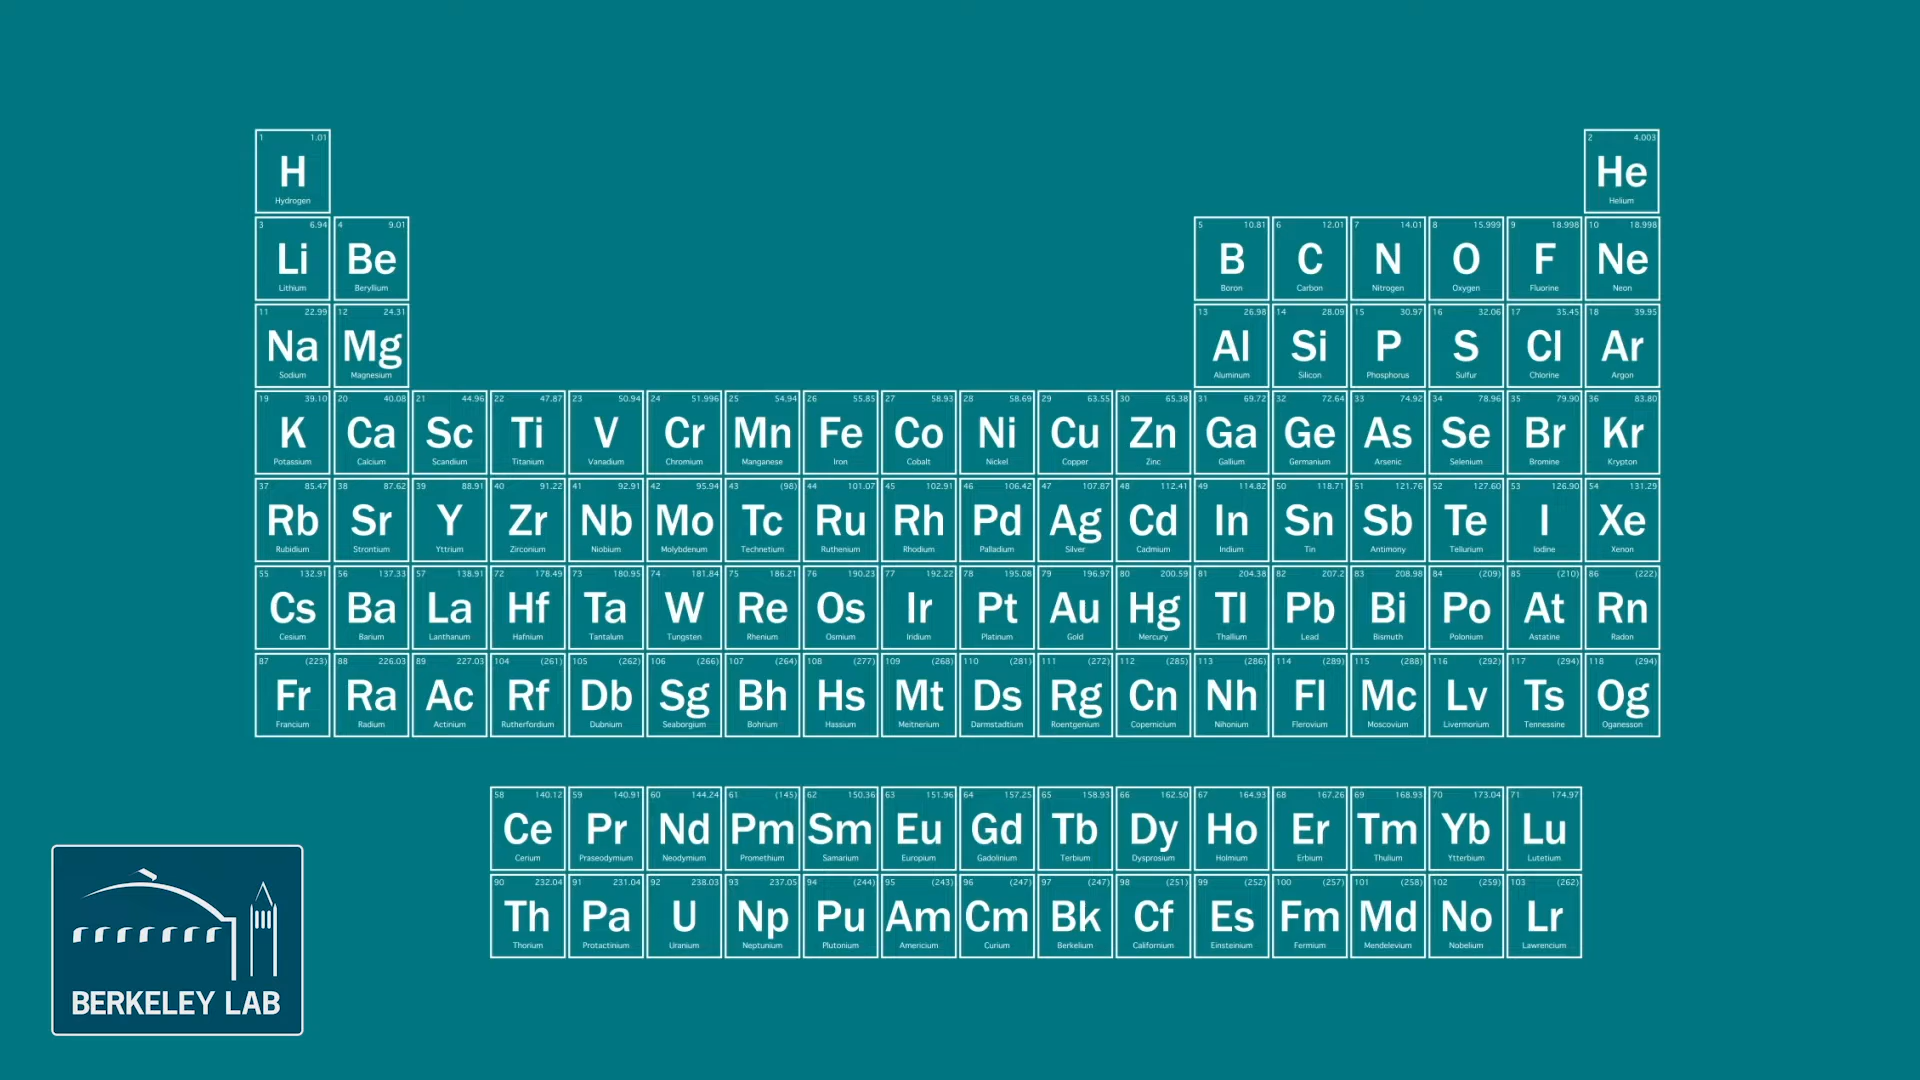 1 1.01 2 4.003
H He
Hydrogen Helium
3 6.94 4 9.01 5 10.81 6 12.01 7 14.01 8 15.999 9 18.998 10 18.998
Li Be B C N O F Ne
Lithium Beryllium Boron Carbon Nitrogen Oxygen Fluorine Neon
11 22.99 12 24.31 13 26.98 14 28.09 15 30.97 16 32.06 17 35.45 18 39.95
Na Mg Al Si P S Cl Ar
Sodium Magnesium Aluminum Silicon Phosphorus Sulfur Chlorine Argon
19 39.10 20 40.08 21 44.96 22 47.87 23 50.94 24 51.996 25 54.94 26 55.85 27 58.93 28 58.69 29 63.55 30 65.38 31 69.72 32 72.64 33 74.92 34 78.96 35 79.90 36 83.80
K Ca Sc Ti V Cr Mn Fe Co Ni Cu Zn Ga Ge As Se Br Kr
Potassium Calcium Scandium Titanium Vanadium Chromium Manganese Iron Cobalt Nickel Copper Zinc Gallium Germanium Arsenic Selenium Bromine Krypton
37 85.47 38 87.62 39 88.91 40 91.22 41 92.91 42 95.94 43 (98) 44 101.07 45 102.91 46 106.42 47 107.87 48 112.41 49 114.82 50 118.71 51 121.76 52 127.60 53 126.90 54 131.29
Rb Sr Y Zr Nb Mo Tc Ru Rh Pd Ag Cd In Sn Sb Te I Xe
Rubidium Strontium Yttrium Zirconium Niobium Molybdenum Technetium Ruthenium Rhodium Palladium Silver Cadmium Indium Tin Antimony Tellurium Iodine Xenon
55 132.91 56 137.33 57 138.91 72 178.49 73 180.95 74 181.84 75 186.21 76 190.23 77 192.22 78 195.08 79 196.97 80 200.59 81 204.38 82 207.2 83 208.98 84 (209) 85 (210) 86 (222)
Cs Ba La Hf Ta W Re Os Ir Pt Au Hg Tl Pb Bi Po At Rn
Cesium Barium Lanthanum Hafnium Tantalum Tungsten Rhenium Osmium Iridium Platinum Gold Mercury Thallium Lead Bismuth Polonium Astatine Radon
87 (223) 88 226.03 89 227.03 104 (261) 105 (262) 106 (266) 107 (264) 108 (277) 109 (268) 110 (281) 111 (272) 112 (285) 113 (286) 114 (289) 115 (288) 116 (292) 117 (294) 118 (294)
Fr Ra Ac Rf Db Sg Bh Hs Mt Ds Rg Cn Nh Fl Mc Lv Ts Og
Francium Radium Actinium Rutherfordium Dubnium Seaborgium Bohrium Hassium Meitnerium Darmstadtium Roentgenium Copernicium Nihonium Flerovium Moscovium Livermorium Tennessine Oganesson
58 140.12 59 140.91 60 144.24 61 (145) 62 150.36 63 151.96 64 157.25 65 158.93 66 162.50 67 164.93 68 167.26 69 168.93 70 173.04 71 174.97
Ce Pr Nd Pm Sm Eu Gd Tb Dy Ho Er Tm Yb Lu
Cerium Praseodymium Neodymium Promethium Samarium Europium Gadolinium Terbium Dysprosium Holmium Erbium Thulium Ytterbium Lutetium
90 232.04 91 231.04 92 238.03 93 237.05 94 (244) 95 (243) 96 (247) 97 (247) 98 (251) 99 (252) 100 (257) 101 (258) 102 (259) 103 (262)
Th Pa U Np Pu Am Cm Bk Cf Es Fm Md No Lr
Thorium Protactinium Uranium Neptunium Plutonium Americium Curium Berkelium Californium Einsteinium Fermium Mendelevium Nobelium Lawrencium
BERKELEY LAB